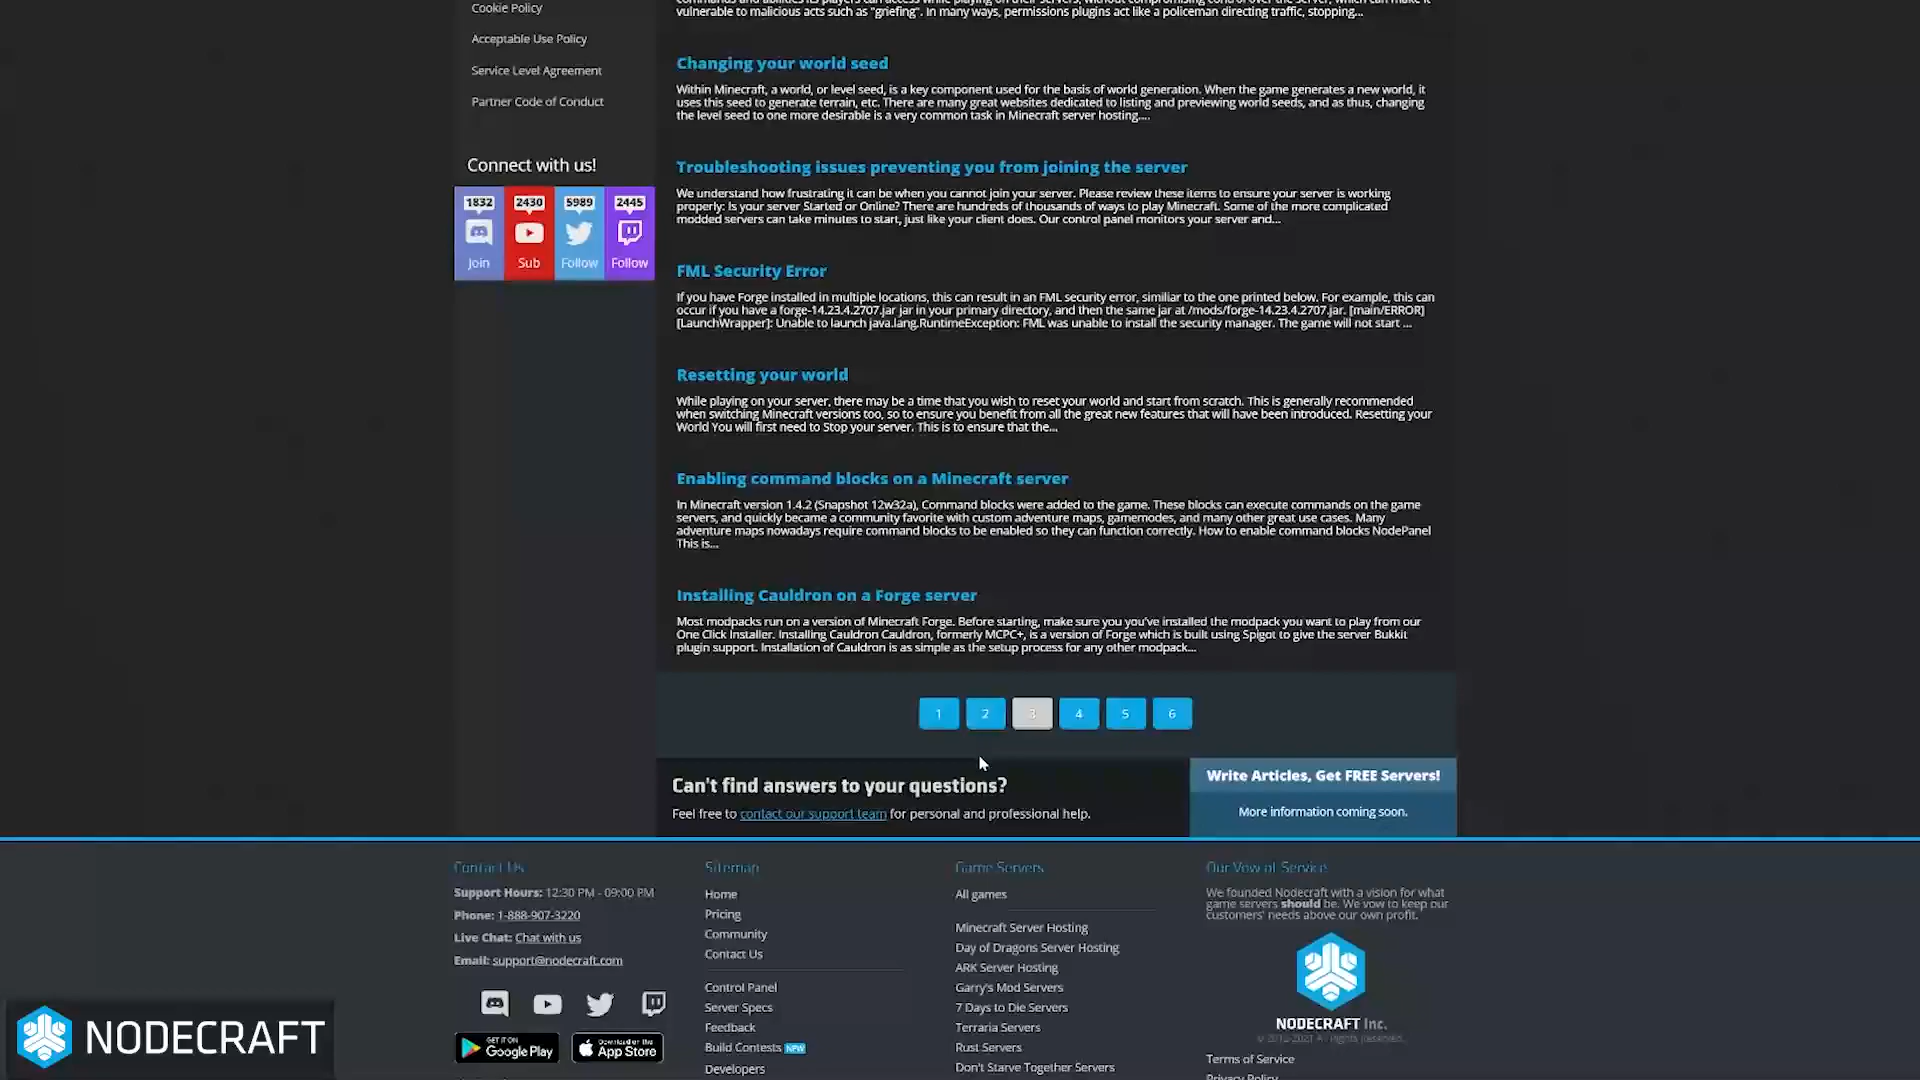 Cookie Policy
Acceptable Use Policy
Service Level Agreement
Partner Code of Conduct
Connect with us!
1832 2430 5989 2445
Join Sub Follow Follow
vulnerable to malicious acts such as "griefing". In many ways, permissions plugins act like a policeman directing traffic, stopping...
Changing your world seed
Within Minecraft, a world, or level seed, is a key component used for the basis of world generation. When the game generates a new world, it
uses this seed to generate terrain, etc. There are many great websites dedicated to listing and previewing world seeds, and as thus, changing
the level seed to one more desirable is a very common task in Minecraft server hosting....
Troubleshooting issues preventing you from joining the server
We understand how frustrating it can be when you cannot join your server. Please review these items to ensure your server is working
properly: Is your server Started or Online? There are hundreds of thousands of ways to play Minecraft. Some of the more complicated
modded servers can take minutes to start, just like your client does. Our control panel monitors your server and...
FML Security Error
If you have Forge installed in multiple locations, this can result in an FML security error, similiar to the one printed below. For example, this can
occur if you have a forge-14.23.4.2707.jar jar in your primary directory, and then the same jar at /mods/forge-14.23.4.2707.jar. [main/ERROR]
[LaunchWrapper]: Unable to launch java.lang.RuntimeException: FML was unable to install the security manager. The game will not start ...
Resetting your world
While playing on your server, there may be a time that you wish to reset your world and start from scratch. This is generally recommended
when switching Minecraft versions too, so to ensure you benefit from all the great new features that will have been introduced. Resetting your
World You will first need to Stop your server. This is to ensure that the...
Enabling command blocks on a Minecraft server
In Minecraft version 1.4.2 (Snapshot 12w32a), Command blocks were added to the game. These blocks can execute commands on the game
servers, and quickly became a community favorite with custom adventure maps, gamemodes, and many other great use cases. Many
adventure maps nowadays require command blocks to be enabled so they can function correctly. How to enable command blocks NodePanel
This is...
Installing Cauldron on a Forge server
Most modpacks run on a version of Minecraft Forge. Before starting, make sure you you've installed the modpack you want to play from our
One Click Installer. Installing Cauldron Cauldron, formerly MCPC+, is a version of Forge which is built using Spigot to give the server Bukkit
plugin support. Installation of Cauldron is as simple as the setup process for any other modpack...
1 2 3 4 5 6
Can't find answers to your questions?
Feel free to contact our support team for personal and professional help.
Write Articles, Get FREE Servers!
More information coming soon.
Contact Us
Support Hours: 12:30 PM - 09:00 PM
Phone: 1-888-907-3220
Live Chat: Chat with us
Email: support@nodecraft.com
GET IT ON
Google Play
Download on the
App Store
Sitemap
Home
Pricing
Community
Contact Us
Control Panel
Server Specs
Feedback
Build Contests NEW
Developers
Game Servers
All games
Minecraft Server Hosting
Day of Dragons Server Hosting
ARK Server Hosting
Garry's Mod Servers
7 Days to Die Servers
Terraria Servers
Rust Servers
Don't Starve Together Servers
Our Vow of Service
We founded Nodecraft with a vision for what
game servers should be. We vow to keep our
customers' needs above our own profit.
NODECRAFT Inc.
Terms of Service
Privacy Policy
NODECRAFT